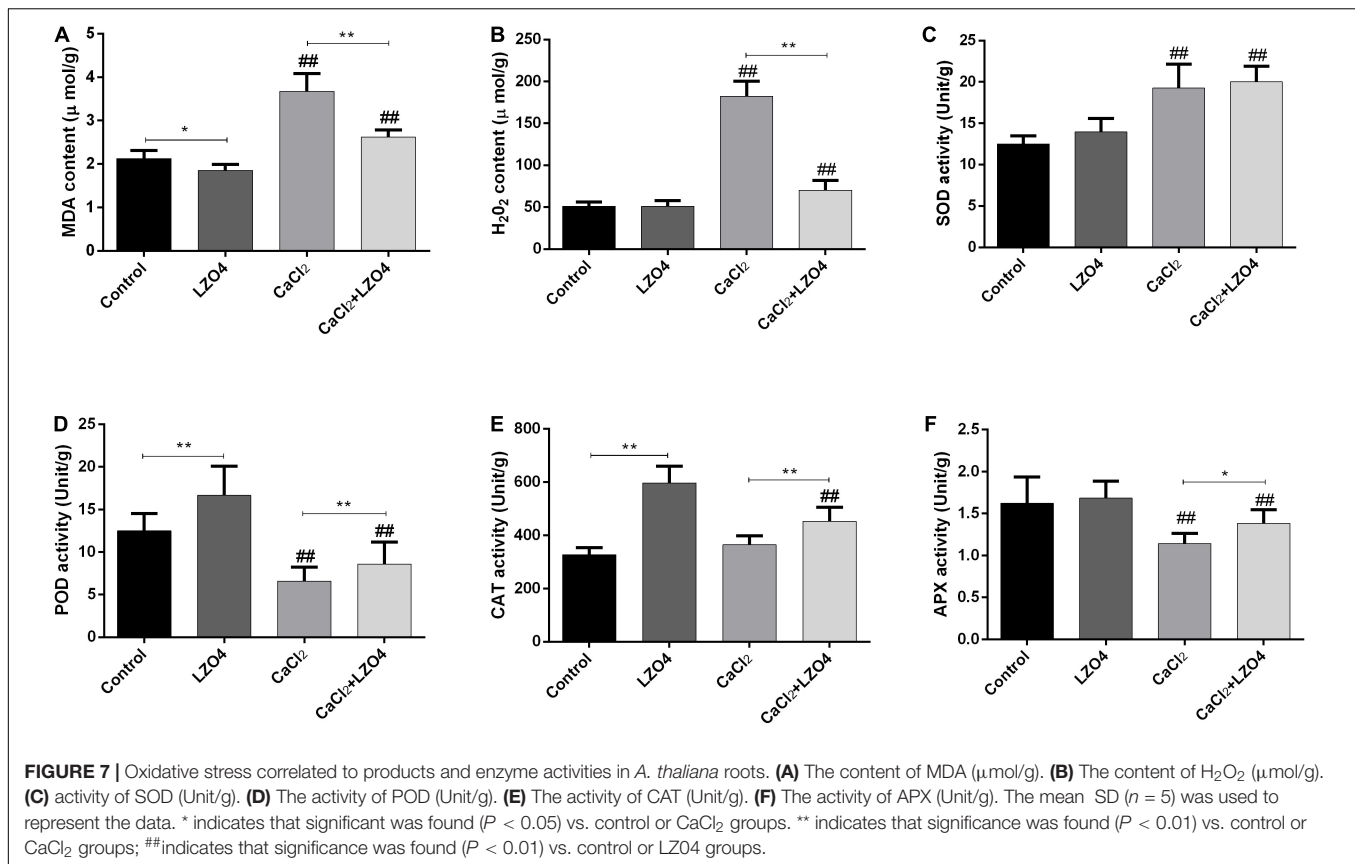 A
MDA content (μ mol/g)
5
4
3
2
1
0
*
##
**
##
Control
LZO4
CaCl₂
CaCl₂+LZO4
B
H₂0₂ content (μ mol/g)
250
200
150
100
50
0
##
**
##
Control
LZO4
CaCl₂
CaCl₂+LZO4
C
SOD activity (Unit/g)
25
20
15
10
5
0
##
##
Control
LZO4
CaCl₂
CaCl₂+LZO4
D
POD activity (Unit/g)
25
20
15
10
5
0
**
**
##
##
Control
LZO4
CaCl₂
CaCl₂+LZO4
E
CAT activity (Unit/g)
800
600
400
200
0
**
**
##
Control
LZO4
CaCl₂
CaCl₂+LZO4
F
APX activity (Unit/g)
2.5
2.0
1.5
1.0
0.5
0.0
*
##
##
Control
LZO4
CaCl₂
CaCl₂+LZO4
FIGURE 7 | Oxidative stress correlated to products and enzyme activities in A. thaliana roots. (A) The content of MDA (μmol/g). (B) The content of H₂O₂ (μmol/g).
(C) activity of SOD (Unit/g). (D) The activity of POD (Unit/g). (E) The activity of CAT (Unit/g). (F) The activity of APX (Unit/g). The mean SD (n = 5) was used to
represent the data. * indicates that significant was found (P < 0.05) vs. control or CaCl₂ groups. ** indicates that significance was found (P < 0.01) vs. control or
CaCl₂ groups; ##indicates that significance was found (P < 0.01) vs. control or LZ04 groups.